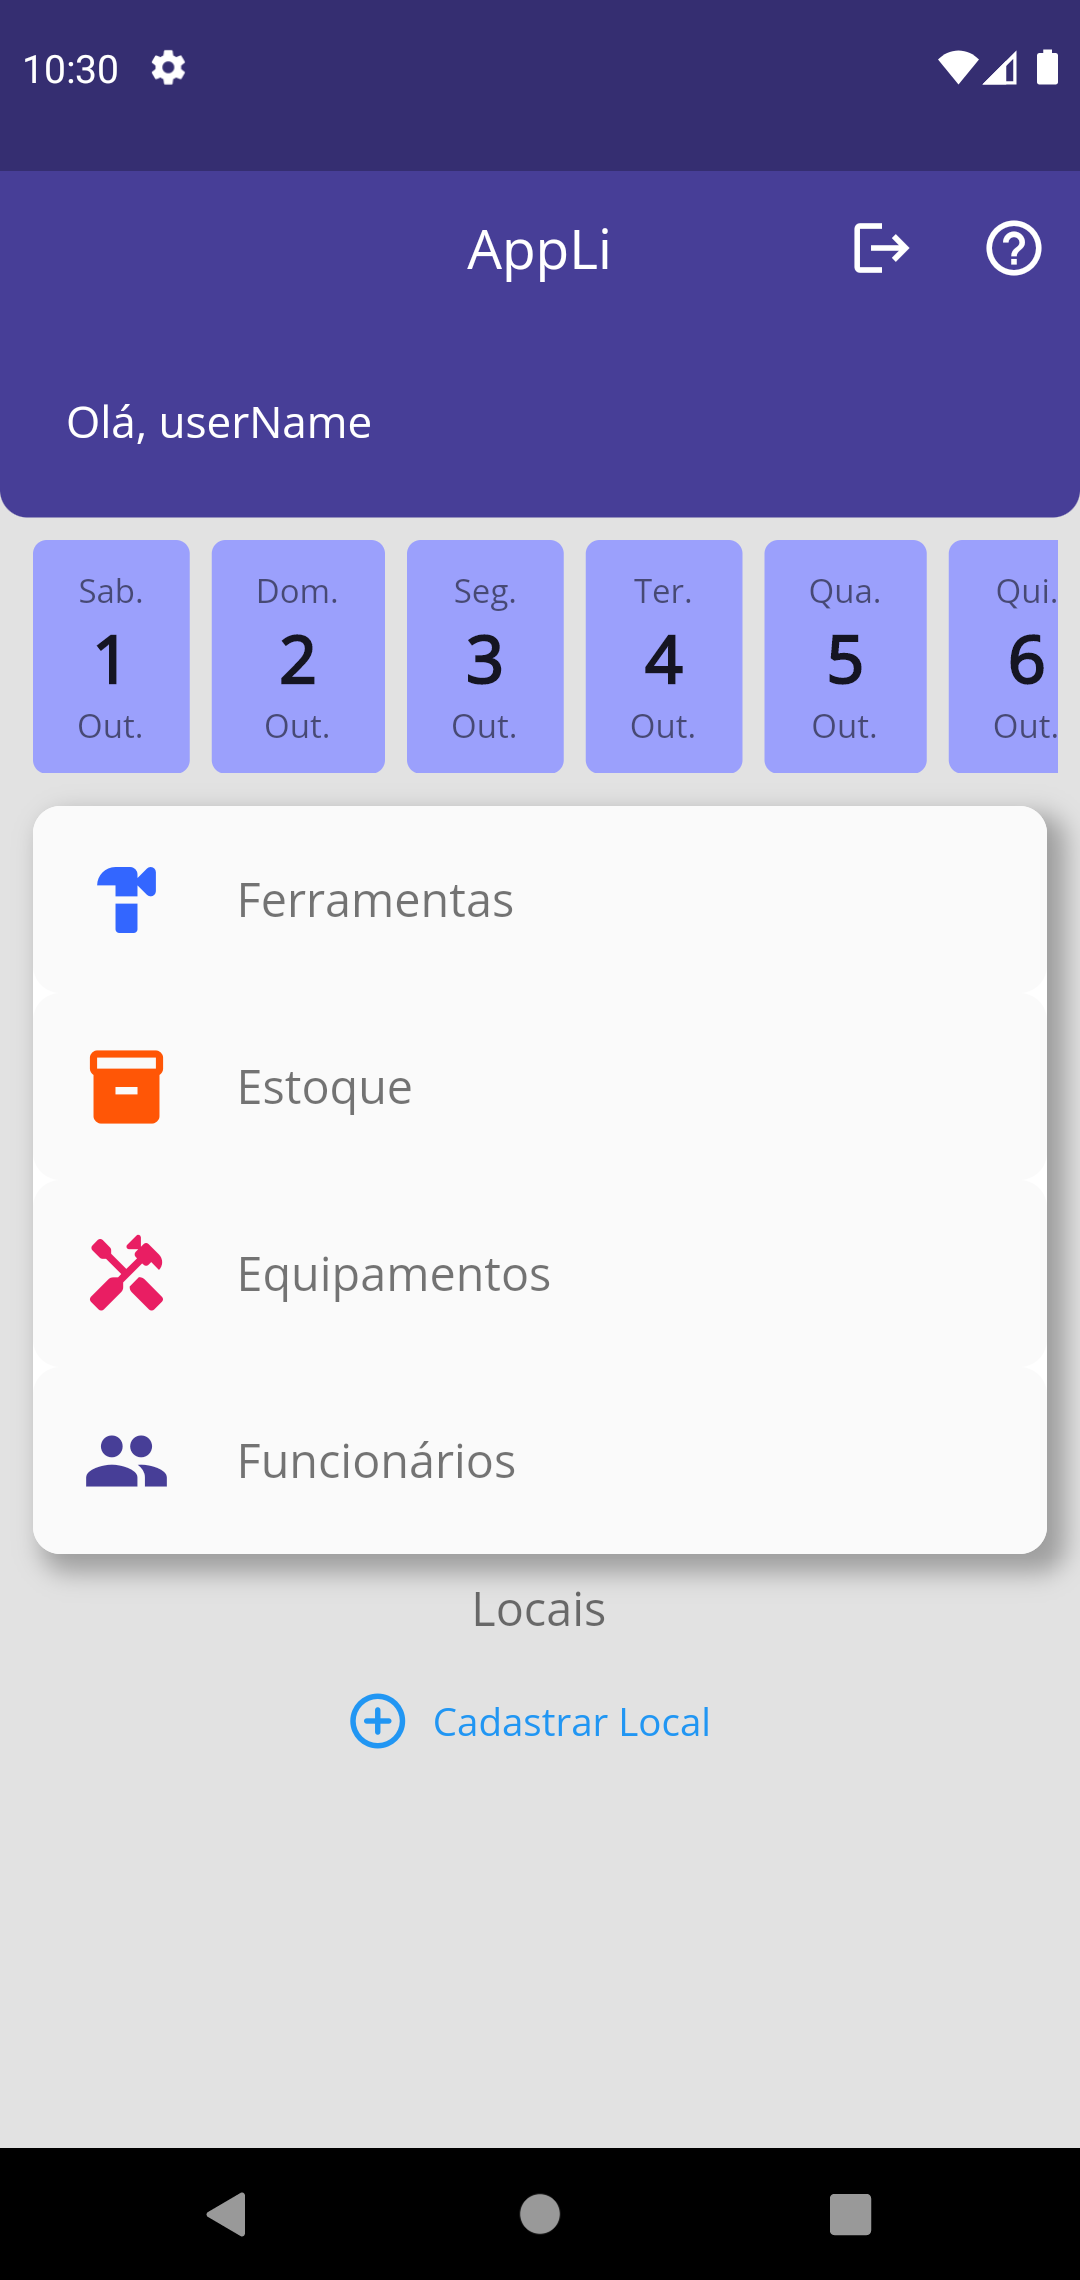 10:30
AppLi
Olá, userName
Sab. Dom. Seg. Ter. Qua. Qui.
1 2 3 4 5 6
Out. Out. Out. Out. Out. Out.
Ferramentas
Estoque
Equipamentos
Funcionários
Locais
Cadastrar Local